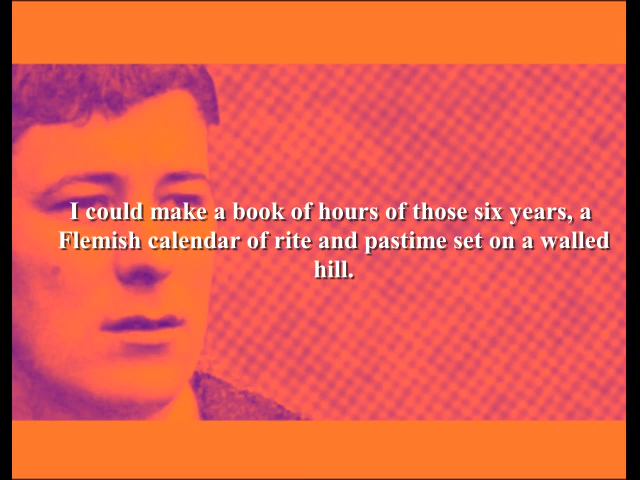 I could make a book of hours of those six years, a
Flemish calendar of rite and pastime set on a walled
hill.